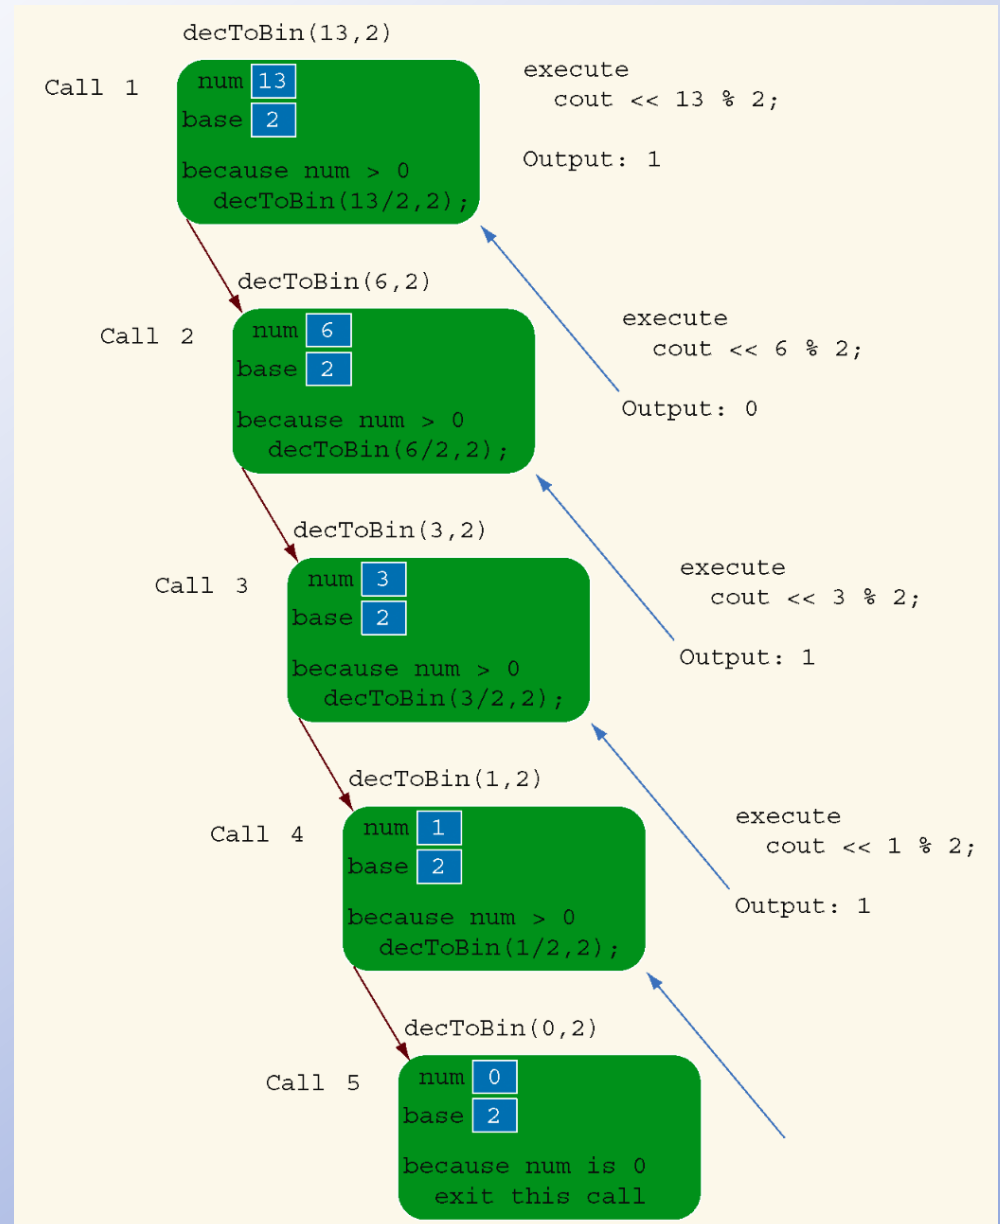 decToBin(13,2)
Call 1
num 13
base 2
because num > 0
decToBin(13/2,2);
execute
cout << 13 % 2;
Output: 1
decToBin(6,2)
Call 2
num 6
base 2
because num > 0
decToBin(6/2,2);
execute
cout << 6 % 2;
Output: 0
decToBin(3,2)
Call 3
num 3
base 2
because num > 0
decToBin(3/2,2);
execute
cout << 3 % 2;
Output: 1
decToBin(1,2)
Call 4
num 1
base 2
because num > 0
decToBin(1/2,2);
execute
cout << 1 % 2;
Output: 1
decToBin(0,2)
Call 5
num 0
base 2
because num is 0
exit this call